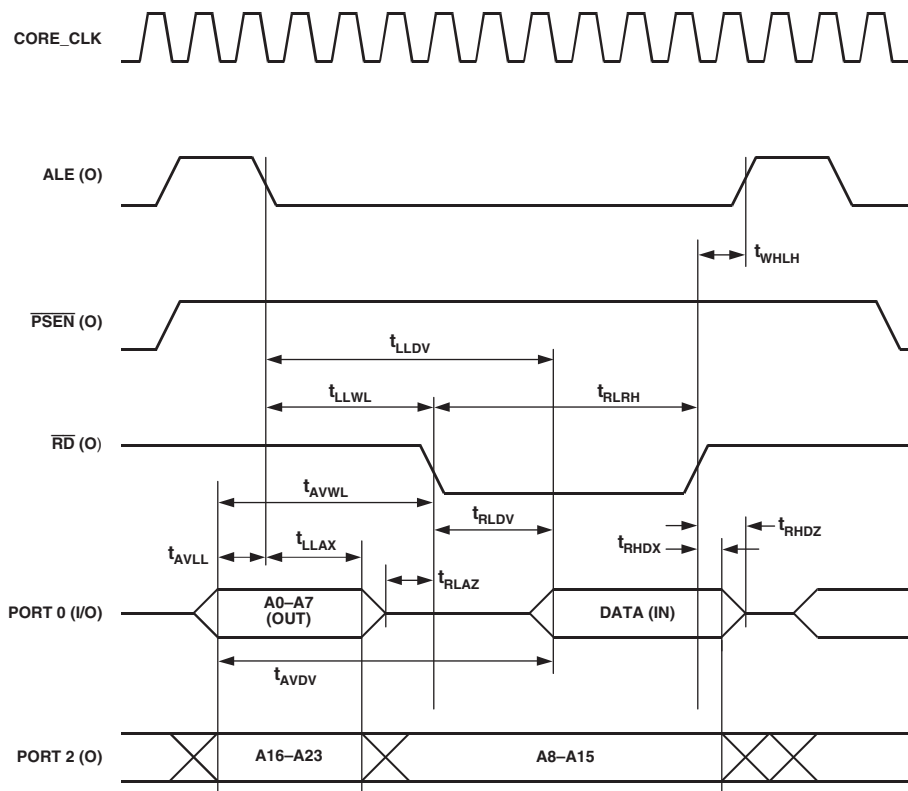 CORE_CLK
ALE (O)
tWHLH
PSEN (O)
tLLDV
tLLWL
tRLRH
RD (O)
tAVWL
tRLDV
tRHDZ
tAVLL
tLLAX
tRHDX
tRLAZ
PORT 0 (I/O)
A0–A7
(OUT)
DATA (IN)
tAVDV
PORT 2 (O)
A16–A23
A8–A15